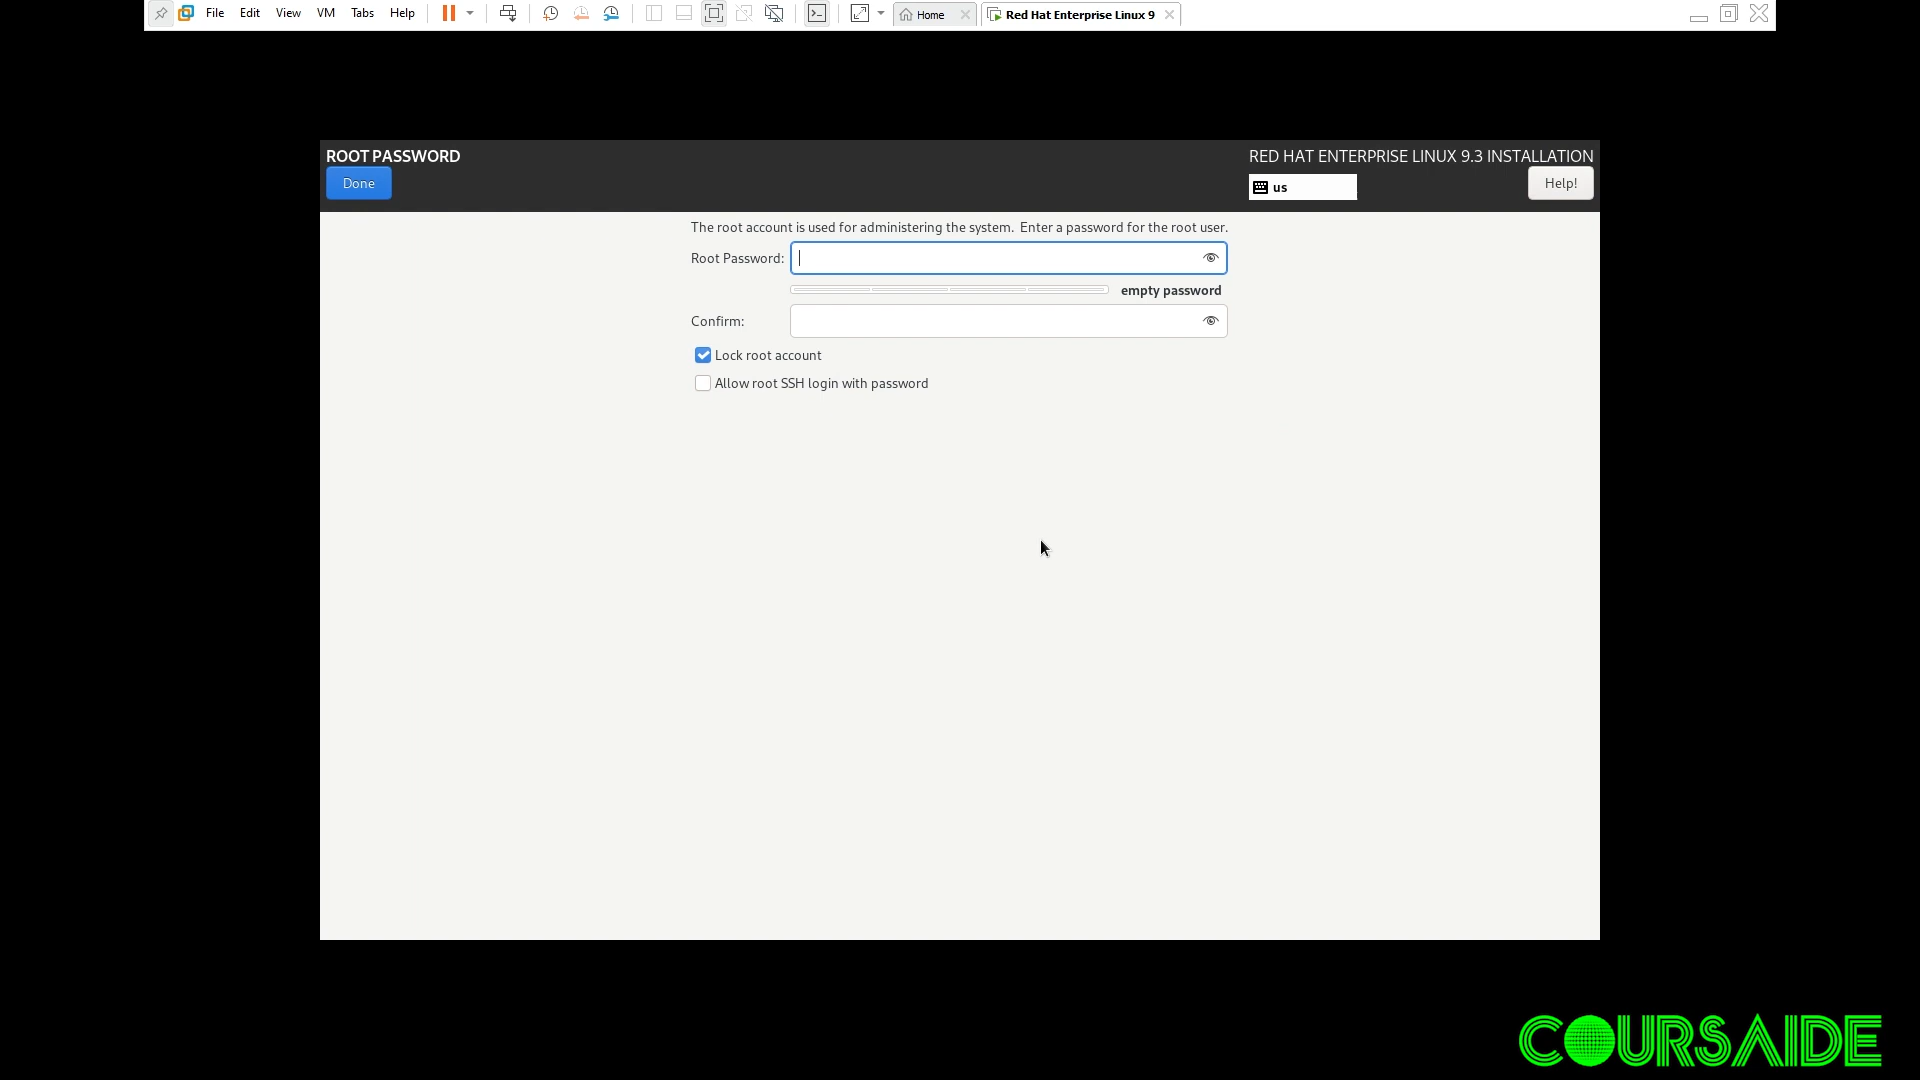 File Edit View VM Tabs Help Home Red Hat Enterprise Linux 9
ROOT PASSWORD
RED HAT ENTERPRISE LINUX 9.3 INSTALLATION
Done
us
Help!
The root account is used for administering the system. Enter a password for the root user.
Root Password:
empty password
Confirm:
Lock root account
Allow root SSH login with password
COURSAIDE